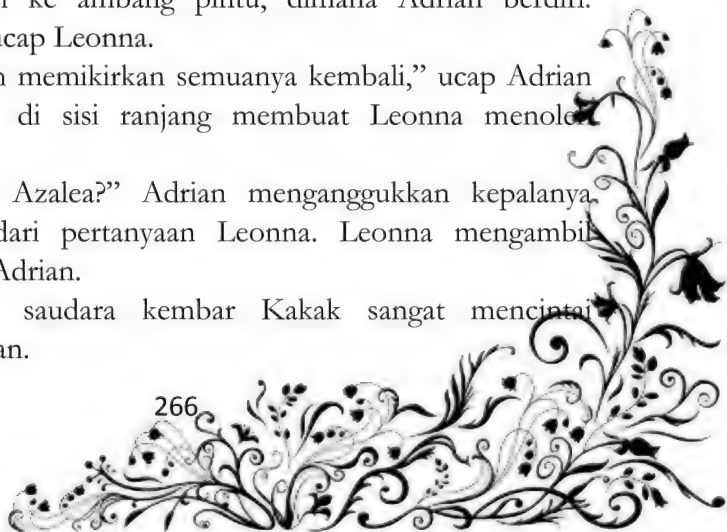 ke ambang pintu, dimana Adrian berdiri.
ucap Leonna.
memikirkan semuanya kembali,” ucap Adrian
di sisi ranjang membuat Leonna menoleh
Azalea?” Adrian menganggukkan kepalanya
dari pertanyaan Leonna. Leonna mengambil
Adrian.
saudara kembar Kakak sangat mencintai
an.
266